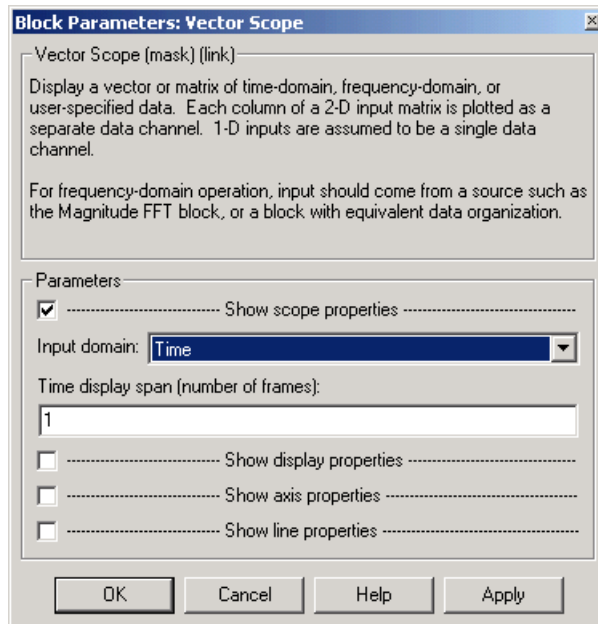 Block Parameters: Vector Scope
Vector Scope (mask) (link)
Display a vector or matrix of time-domain, frequency-domain, or
user-specified data.  Each column of a 2-D input matrix is plotted as a
separate data channel.  1-D inputs are assumed to be a single data
channel.
For frequency-domain operation, input should come from a source such as
the Magnitude FFT block, or a block with equivalent data organization.
Parameters
---------------------------- Show scope properties --------------------------------
Input domain: Time
Time display span (number of frames):
1
---------------------------- Show display properties -------------------------------
---------------------------- Show axis properties -----------------------------------
---------------------------- Show line properties ------------------------------------
OK Cancel Help Apply